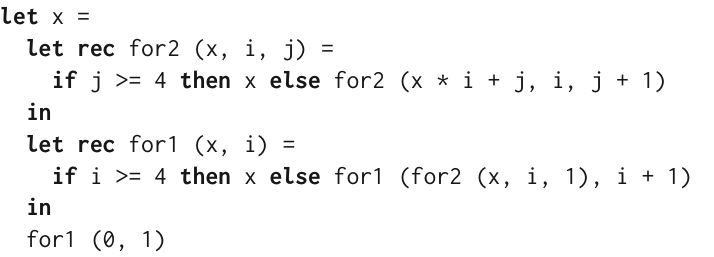 let x =
  let rec for2 (x, i, j) =
    if j >= 4 then x else for2 (x * i + j, i, j + 1)
  in
  let rec for1 (x, i) =
    if i >= 4 then x else for1 (for2 (x, i, 1), i + 1)
  in
  for1 (0, 1)